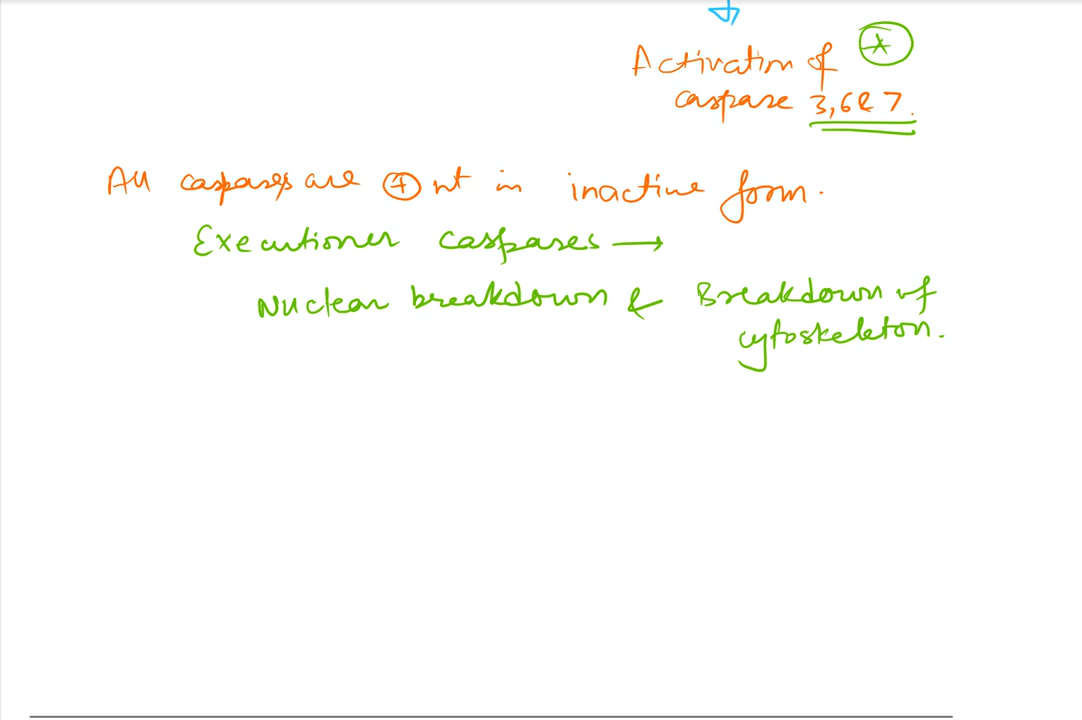 Activation of
caspase 3,6&7.
All caspases are ⊕nt in inactive form.
Executioner caspases →
Nuclear breakdown & Breakdown of
cytoskeleton.